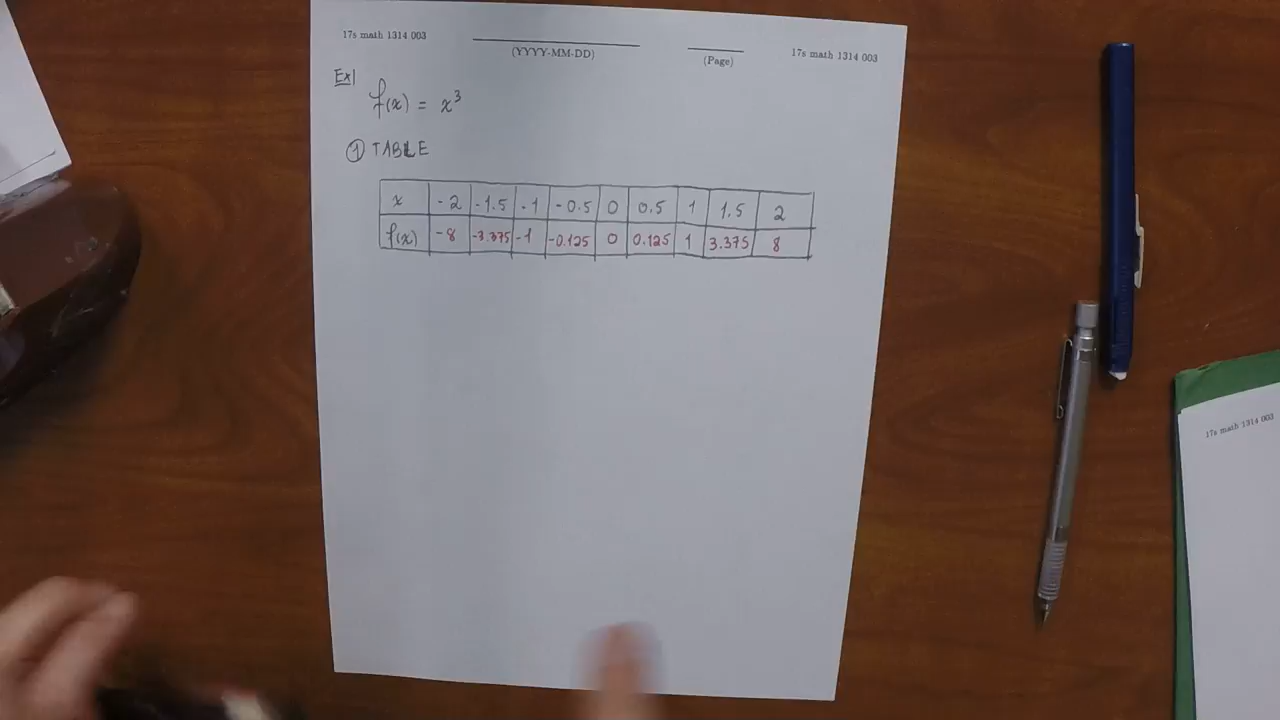 17s math 1314 003 (YYYY-MM-DD) (Page) 17s math 1314 003
Ex1
f(x) = x³
① TABLE
x -2 -1.5 -1 -0.5 0 0.5 1 1.5 2
f(x) -8 -3.375 -1 -0.125 0 0.125 1 3.375 8
17s math 1314 003